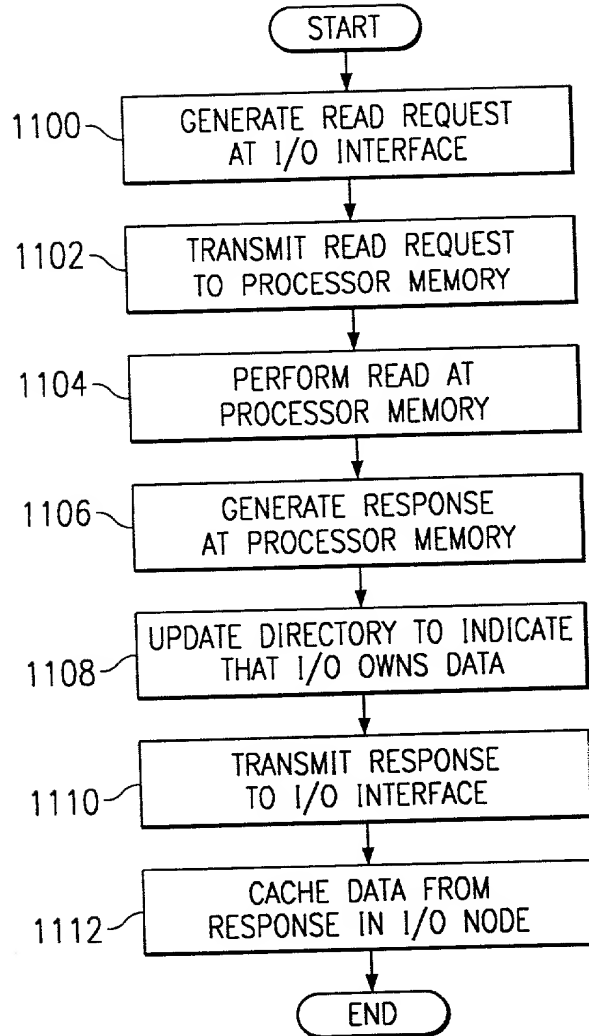 START
1100
GENERATE READ REQUEST
AT I/O INTERFACE
1102
TRANSMIT READ REQUEST
TO PROCESSOR MEMORY
1104
PERFORM READ AT
PROCESSOR MEMORY
1106
GENERATE RESPONSE
AT PROCESSOR MEMORY
1108
UPDATE DIRECTORY TO INDICATE
THAT I/O OWNS DATA
1110
TRANSMIT RESPONSE
TO I/O INTERFACE
1112
CACHE DATA FROM
RESPONSE IN I/O NODE
END